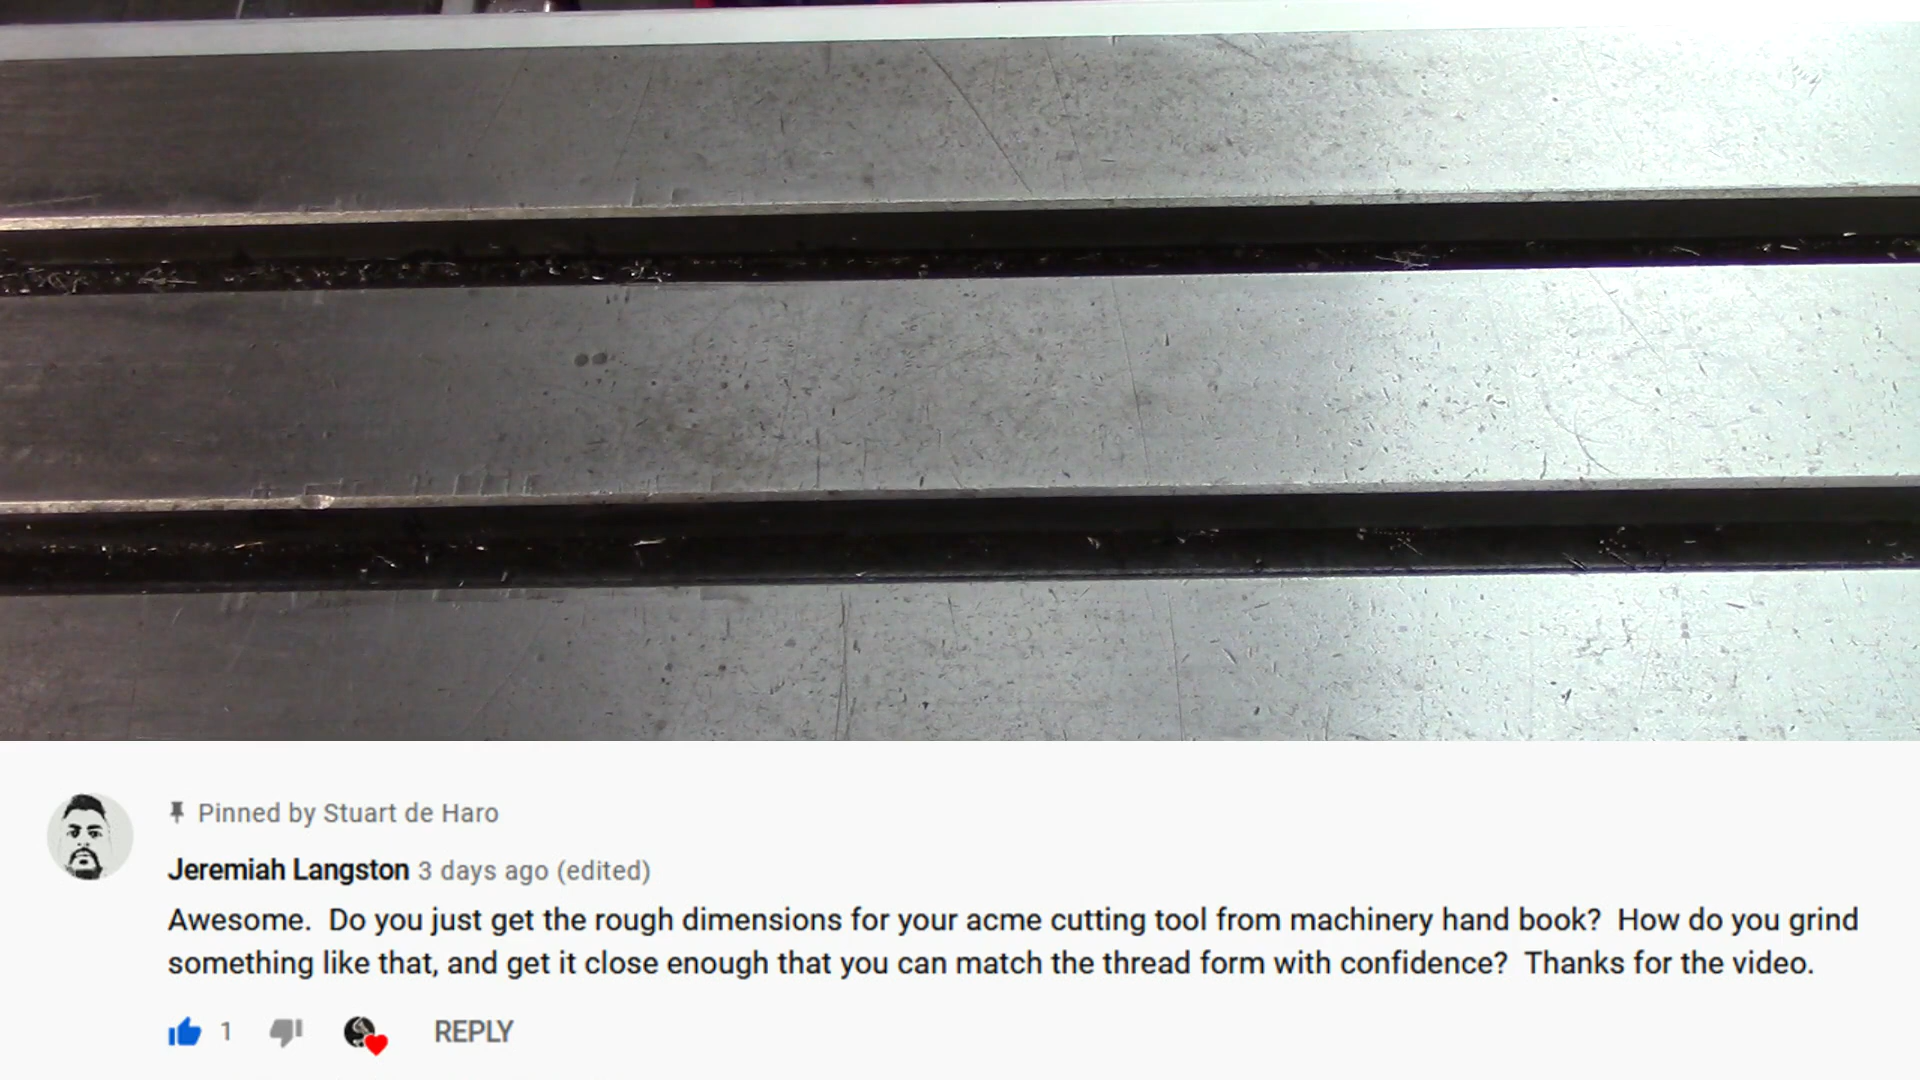 Pinned by Stuart de Haro
Jeremiah Langston 3 days ago (edited)
Awesome.  Do you just get the rough dimensions for your acme cutting tool from machinery hand book?  How do you grind
something like that, and get it close enough that you can match the thread form with confidence?  Thanks for the video.
1 REPLY